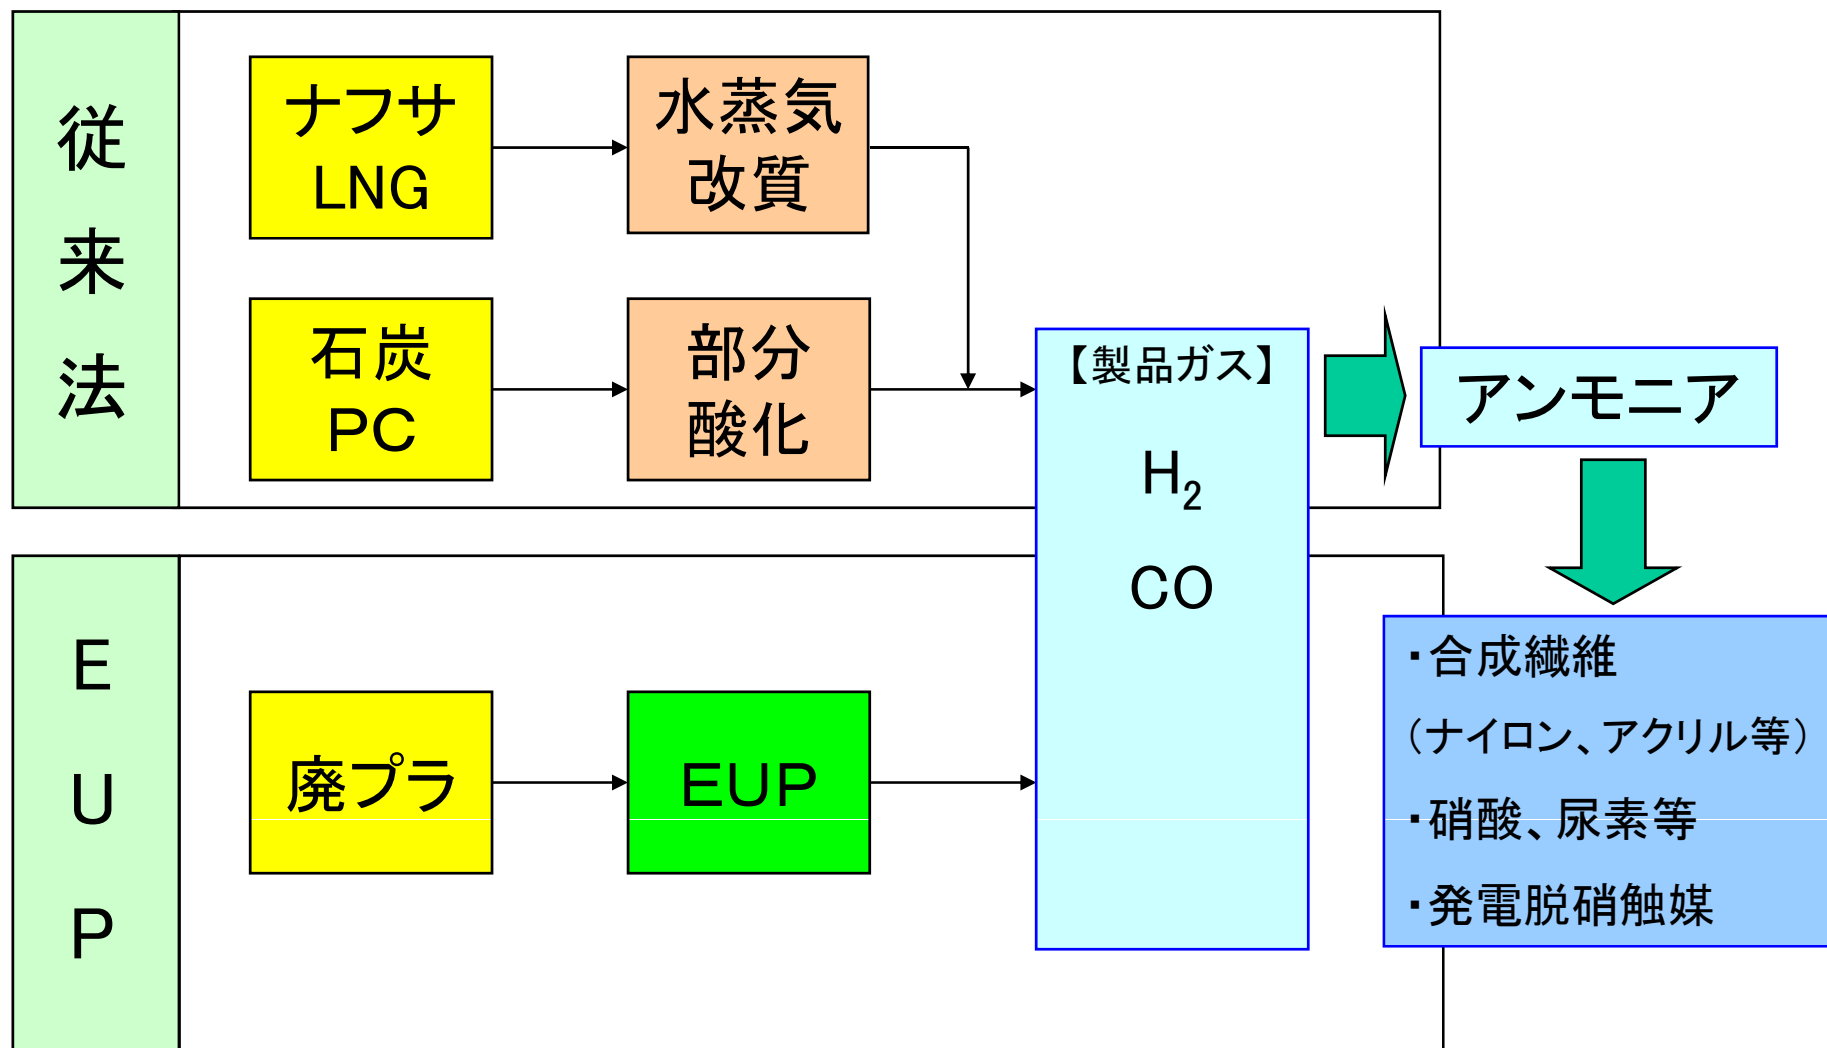 従来法
ナフサ
LNG
水蒸気
改質
石炭
PC
部分
酸化
【製品ガス】
H₂
CO
アンモニア
EUP
廃プラ
EUP
・合成繊維
（ナイロン、アクリル等）
・硝酸、尿素等
・発電脱硝触媒